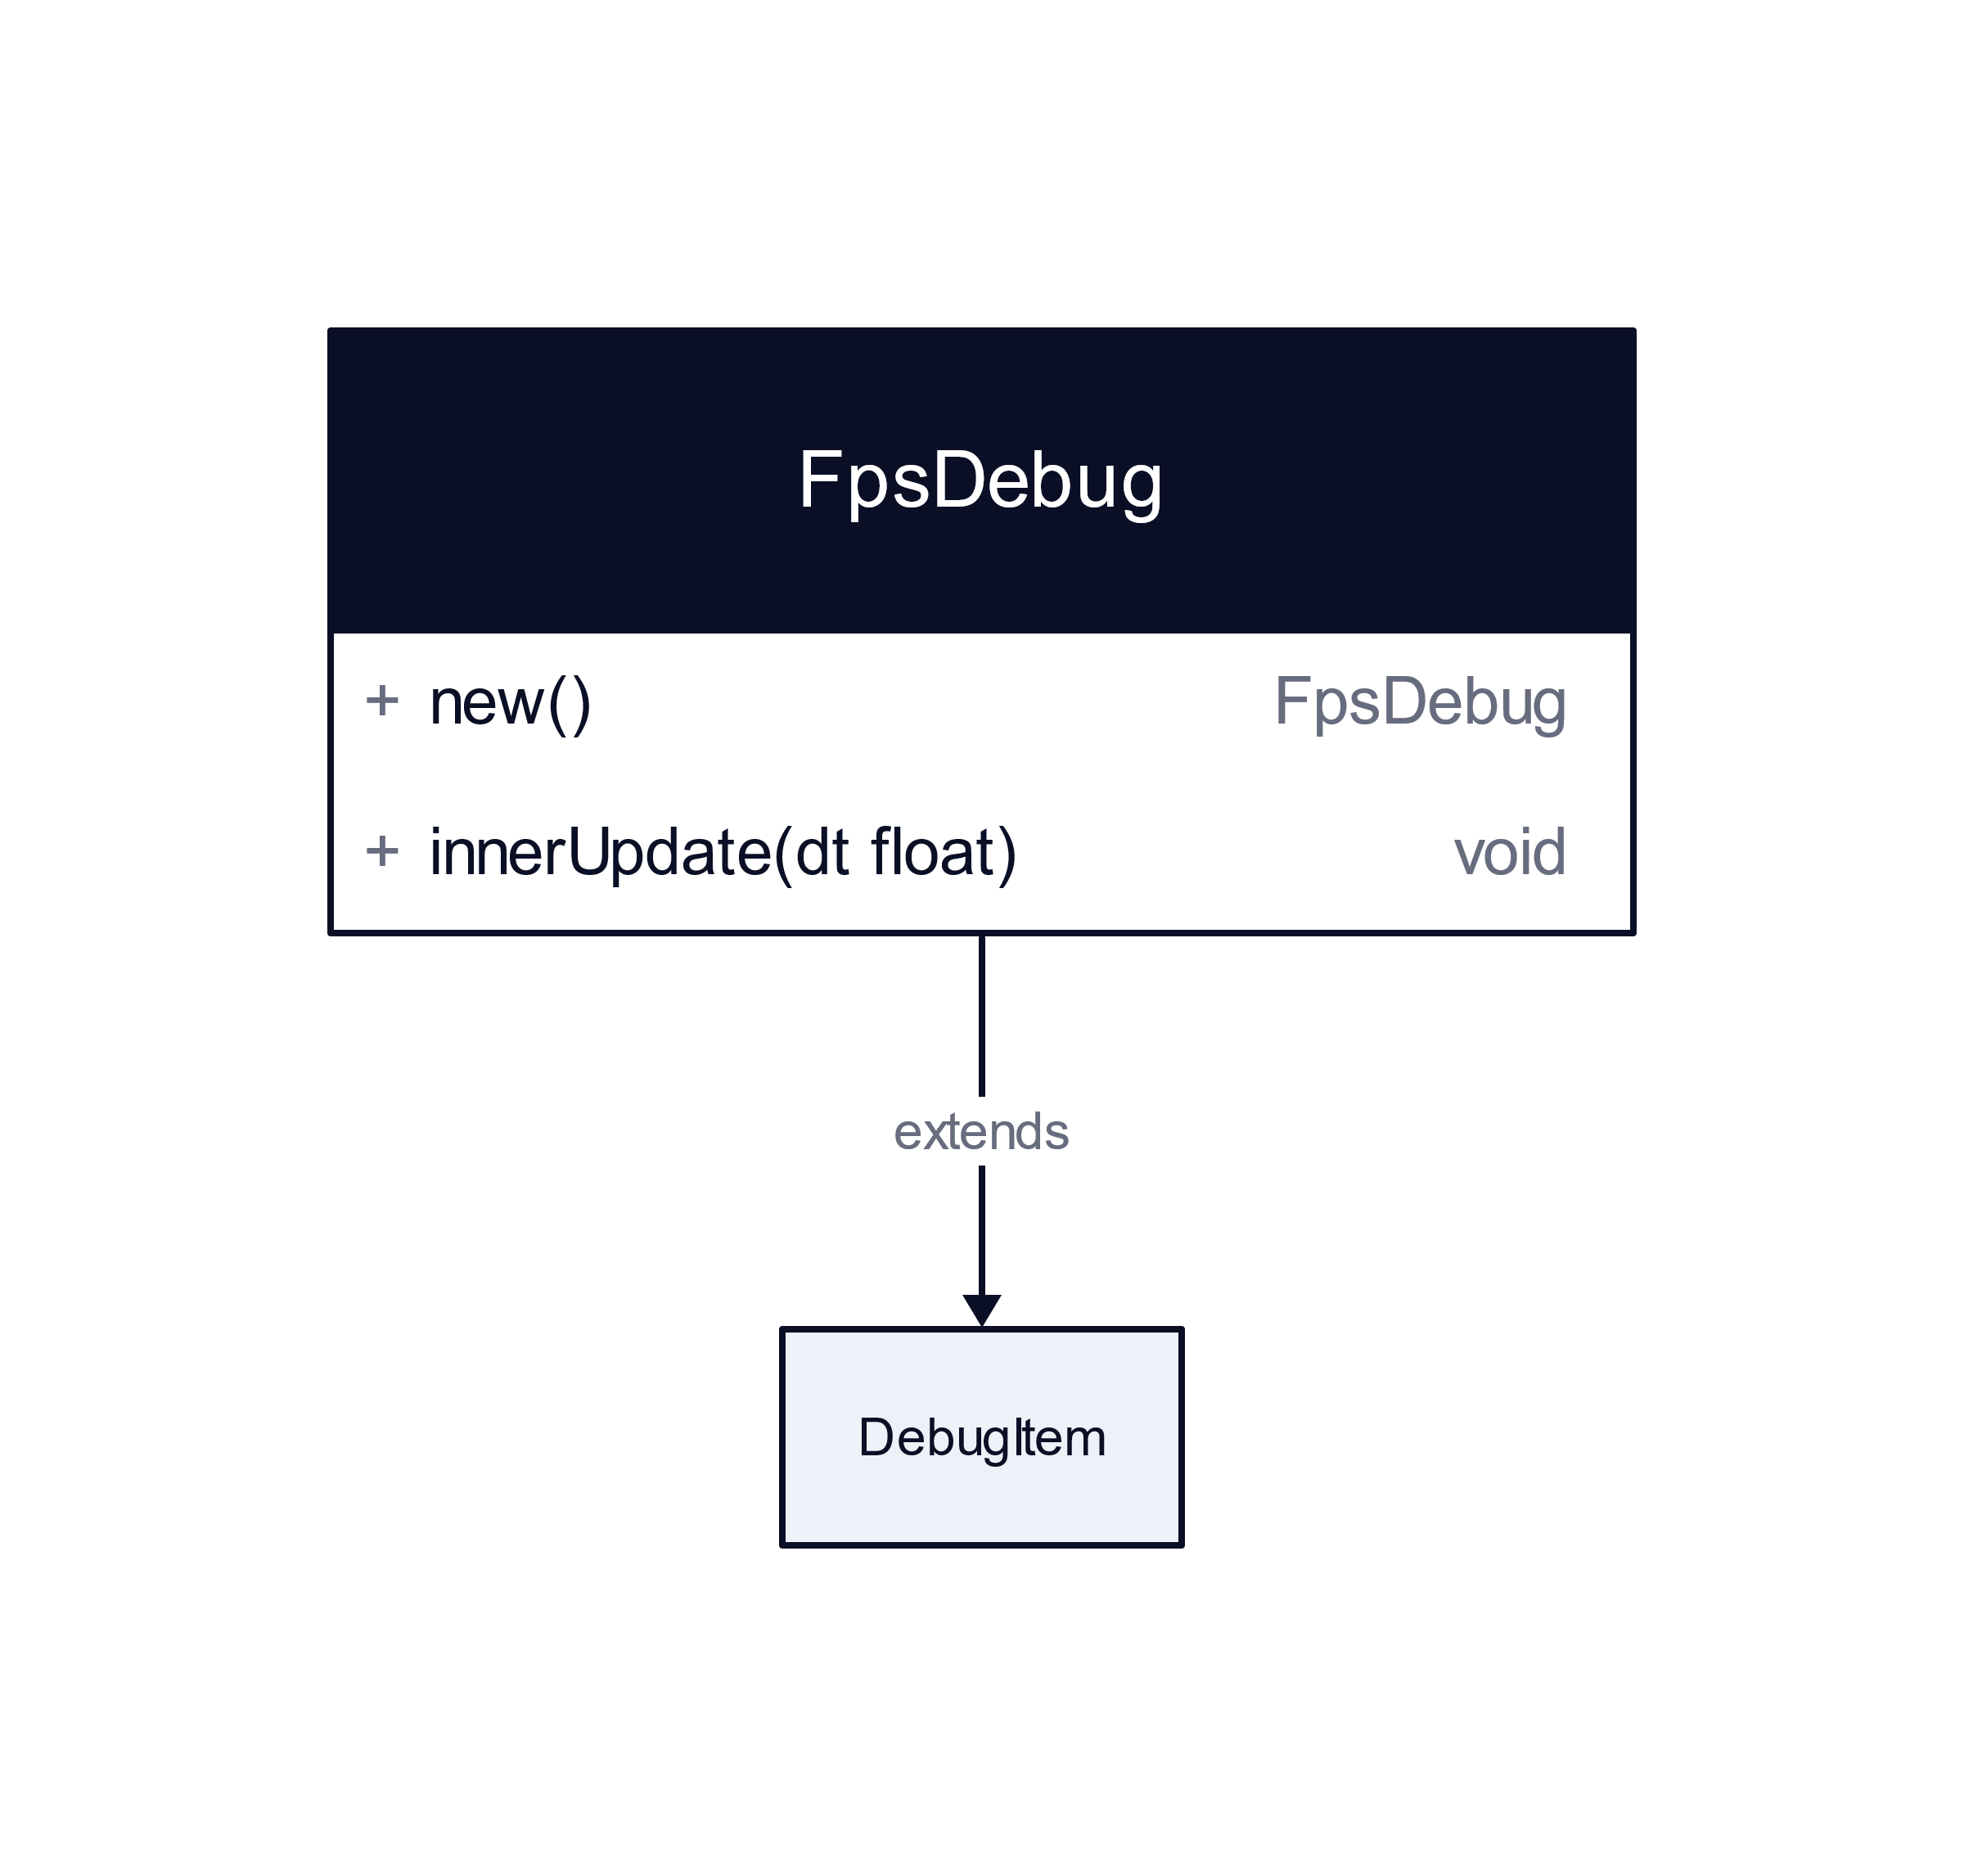 FpsDebug
+ new() FpsDebug
+ innerUpdate(dt float) void
extends
DebugItem